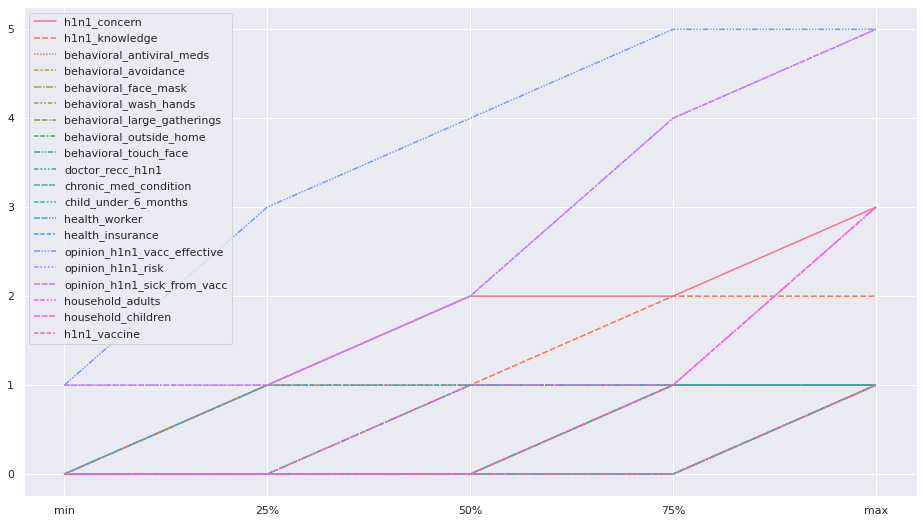 5
4
3
2
1
0
h1n1_concern
h1n1_knowledge
behavioral_antiviral_meds
behavioral_avoidance
behavioral_face_mask
behavioral_wash_hands
behavioral_large_gatherings
behavioral_outside_home
behavioral_touch_face
doctor_recc_h1n1
chronic_med_condition
child_under_6_months
health_worker
health_insurance
opinion_h1n1_vacc_effective
opinion_h1n1_risk
opinion_h1n1_sick_from_vacc
household_adults
household_children
h1n1_vaccine
min 25% 50% 75% max